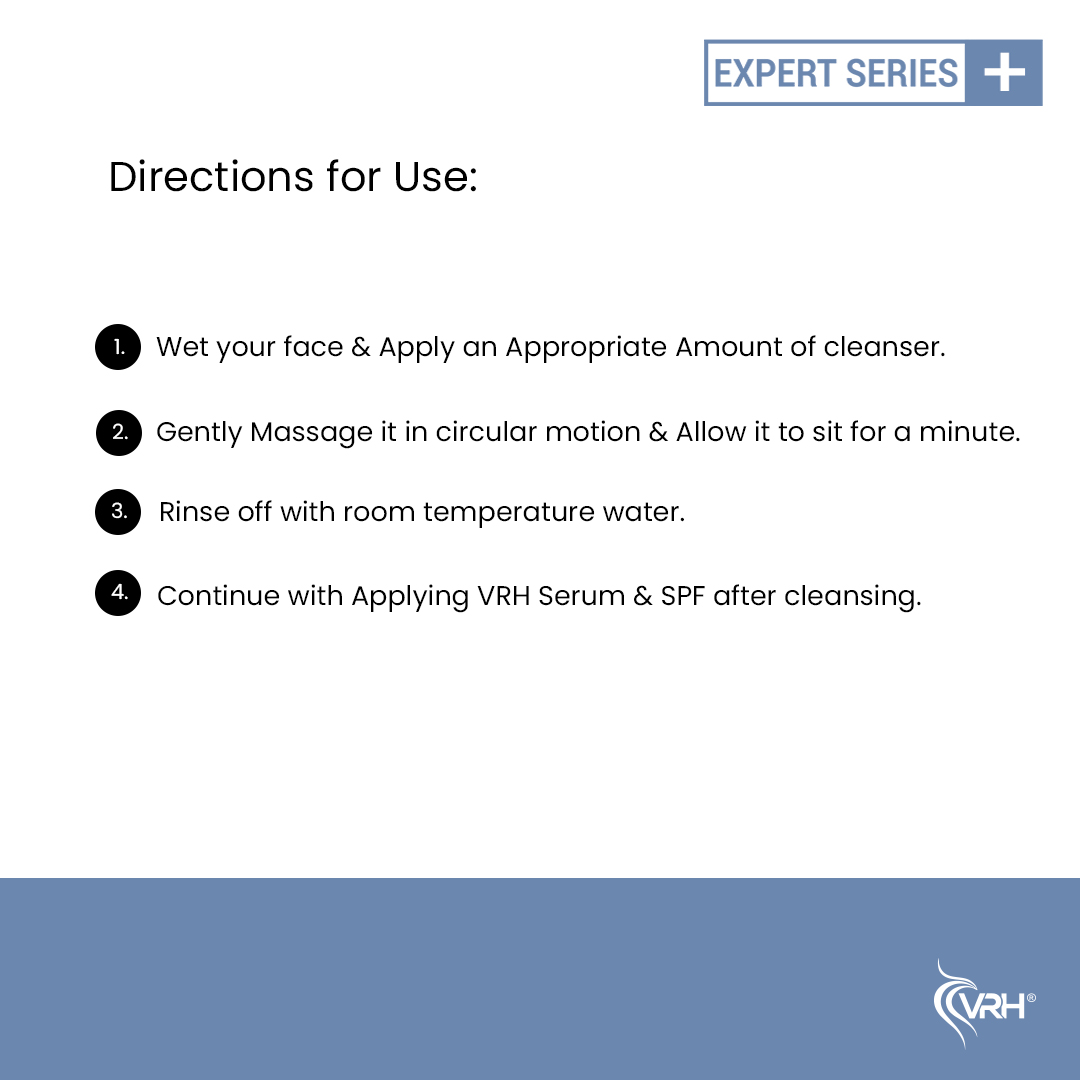 EXPERT SERIES +
Directions for Use:
1. Wet your face & Apply an Appropriate Amount of cleanser.
2. Gently Massage it in circular motion & Allow it to sit for a minute.
3. Rinse off with room temperature water.
4. Continue with Applying VRH Serum & SPF after cleansing.
VRH®